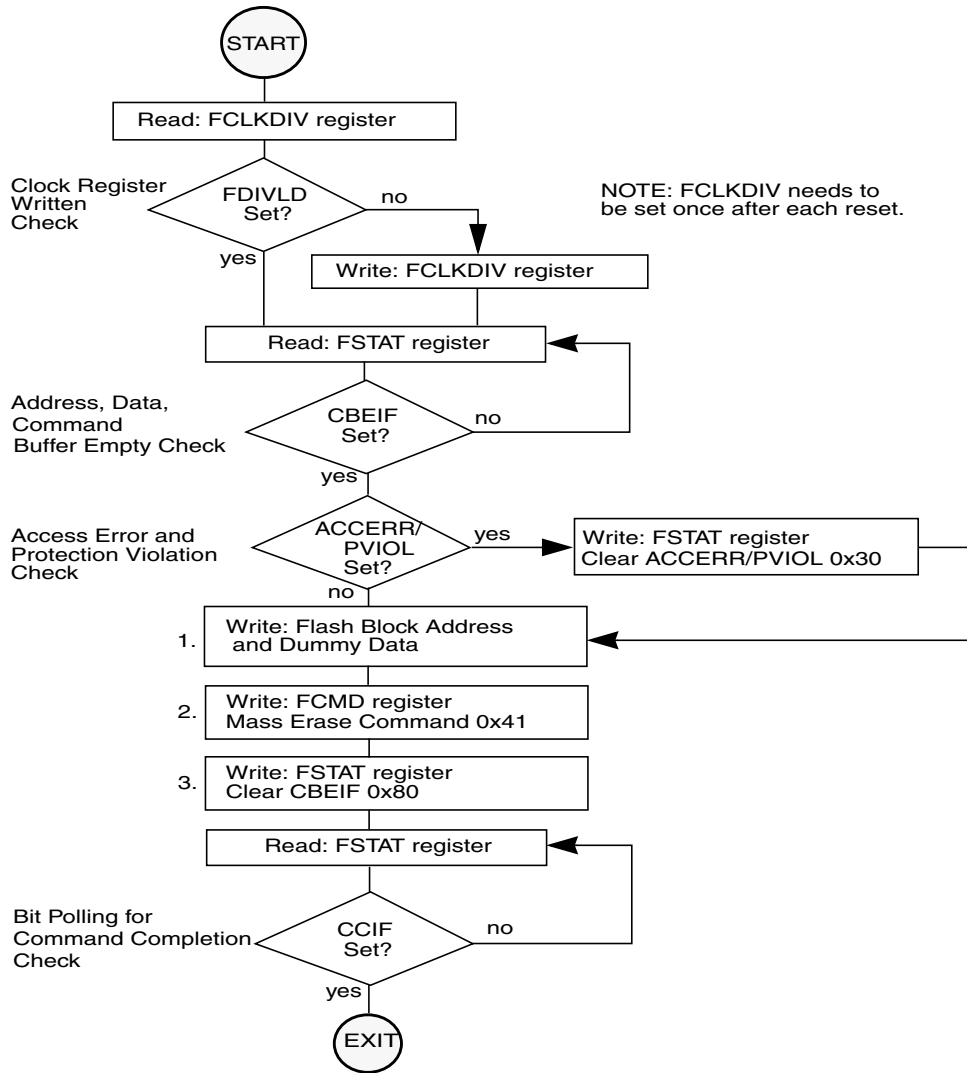 START
Read: FCLKDIV register
Clock Register
Written
Check
FDIVLD
Set?
no
yes
NOTE: FCLKDIV needs to
be set once after each reset.
Write: FCLKDIV register
Read: FSTAT register
Address, Data,
Command
Buffer Empty Check
CBEIF
Set?
no
yes
Access Error and
Protection Violation
Check
ACCERR/
PVIOL
Set?
yes
no
Write: FSTAT register
Clear ACCERR/PVIOL 0x30
1.
Write: Flash Block Address
and Dummy Data
2.
Write: FCMD register
Mass Erase Command 0x41
3.
Write: FSTAT register
Clear CBEIF 0x80
Read: FSTAT register
Bit Polling for
Command Completion
Check
CCIF
Set?
no
yes
EXIT